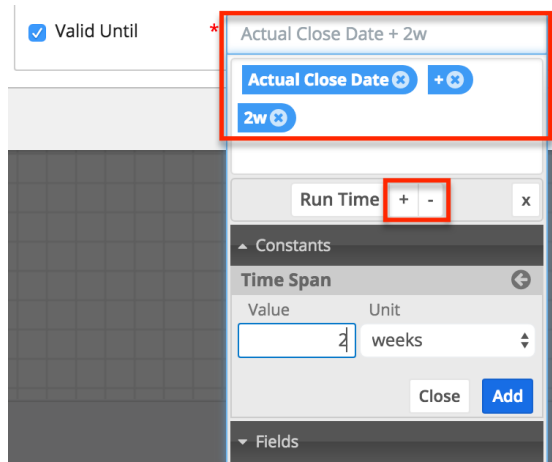 Valid Until * Actual Close Date + 2w
Actual Close Date +
2w
Run Time + - x
Constants
Time Span
Value Unit
2 weeks
Close Add
Fields